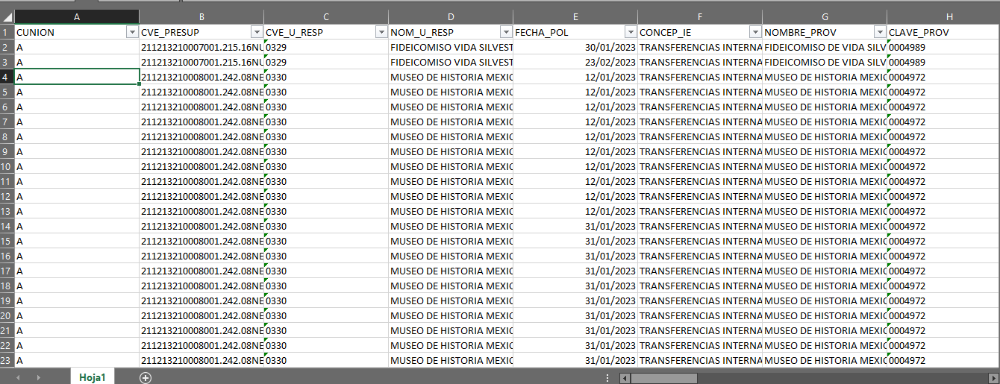 A B C D E F G H
1 CUNION CVE_PRESUP CVE_U_RESP NOM_U_RESP FECHA_POL CONCEP_IE NOMBRE_PROV CLAVE_PROV
2 A 211213210007001.215.16NU 0329 FIDEICOMISO VIDA SILVEST 30/01/2023 TRANSFERENCIAS INTERNA FIDEICOMISO DE VIDA SILV 0004989
3 A 211213210007001.215.16NU 0329 FIDEICOMISO VIDA SILVEST 23/02/2023 TRANSFERENCIAS INTERNA FIDEICOMISO DE VIDA SILV 0004989
4 A 211213210008001.242.08NE 0330 MUSEO DE HISTORIA MEXIC 12/01/2023 TRANSFERENCIAS INTERNA MUSEO DE HISTORIA MEXIC 0004972
5 A 211213210008001.242.08NE 0330 MUSEO DE HISTORIA MEXIC 12/01/2023 TRANSFERENCIAS INTERNA MUSEO DE HISTORIA MEXIC 0004972
6 A 211213210008001.242.08NE 0330 MUSEO DE HISTORIA MEXIC 12/01/2023 TRANSFERENCIAS INTERNA MUSEO DE HISTORIA MEXIC 0004972
7 A 211213210008001.242.08NE 0330 MUSEO DE HISTORIA MEXIC 12/01/2023 TRANSFERENCIAS INTERNA MUSEO DE HISTORIA MEXIC 0004972
8 A 211213210008001.242.08NE 0330 MUSEO DE HISTORIA MEXIC 12/01/2023 TRANSFERENCIAS INTERNA MUSEO DE HISTORIA MEXIC 0004972
9 A 211213210008001.242.08NE 0330 MUSEO DE HISTORIA MEXIC 12/01/2023 TRANSFERENCIAS INTERNA MUSEO DE HISTORIA MEXIC 0004972
10 A 211213210008001.242.08NE 0330 MUSEO DE HISTORIA MEXIC 12/01/2023 TRANSFERENCIAS INTERNA MUSEO DE HISTORIA MEXIC 0004972
11 A 211213210008001.242.08NE 0330 MUSEO DE HISTORIA MEXIC 12/01/2023 TRANSFERENCIAS INTERNA MUSEO DE HISTORIA MEXIC 0004972
12 A 211213210008001.242.08NE 0330 MUSEO DE HISTORIA MEXIC 12/01/2023 TRANSFERENCIAS INTERNA MUSEO DE HISTORIA MEXIC 0004972
13 A 211213210008001.242.08NE 0330 MUSEO DE HISTORIA MEXIC 12/01/2023 TRANSFERENCIAS INTERNA MUSEO DE HISTORIA MEXIC 0004972
14 A 211213210008001.242.08NE 0330 MUSEO DE HISTORIA MEXIC 31/01/2023 TRANSFERENCIAS INTERNA MUSEO DE HISTORIA MEXIC 0004972
15 A 211213210008001.242.08NE 0330 MUSEO DE HISTORIA MEXIC 31/01/2023 TRANSFERENCIAS INTERNA MUSEO DE HISTORIA MEXIC 0004972
16 A 211213210008001.242.08NE 0330 MUSEO DE HISTORIA MEXIC 31/01/2023 TRANSFERENCIAS INTERNA MUSEO DE HISTORIA MEXIC 0004972
17 A 211213210008001.242.08NE 0330 MUSEO DE HISTORIA MEXIC 31/01/2023 TRANSFERENCIAS INTERNA MUSEO DE HISTORIA MEXIC 0004972
18 A 211213210008001.242.08NE 0330 MUSEO DE HISTORIA MEXIC 31/01/2023 TRANSFERENCIAS INTERNA MUSEO DE HISTORIA MEXIC 0004972
19 A 211213210008001.242.08NE 0330 MUSEO DE HISTORIA MEXIC 31/01/2023 TRANSFERENCIAS INTERNA MUSEO DE HISTORIA MEXIC 0004972
20 A 211213210008001.242.08NE 0330 MUSEO DE HISTORIA MEXIC 31/01/2023 TRANSFERENCIAS INTERNA MUSEO DE HISTORIA MEXIC 0004972
21 A 211213210008001.242.08NE 0330 MUSEO DE HISTORIA MEXIC 31/01/2023 TRANSFERENCIAS INTERNA MUSEO DE HISTORIA MEXIC 0004972
22 A 211213210008001.242.08NE 0330 MUSEO DE HISTORIA MEXIC 31/01/2023 TRANSFERENCIAS INTERNA MUSEO DE HISTORIA MEXIC 0004972
23 A 211213210008001.242.08NE 0330 MUSEO DE HISTORIA MEXIC 31/01/2023 TRANSFERENCIAS INTERNA MUSEO DE HISTORIA MEXIC 0004972
Hoja1